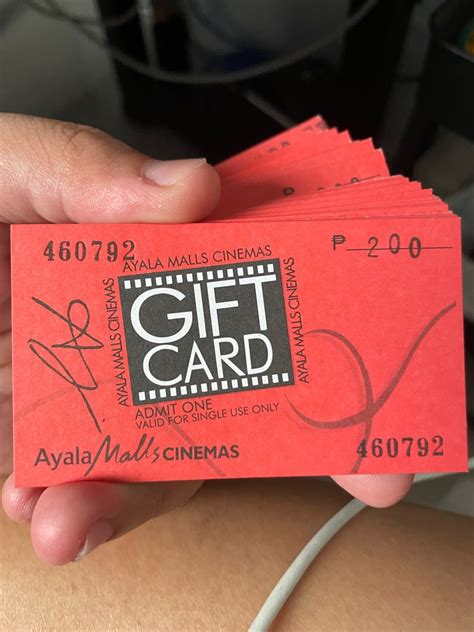 ₱
460792
₱ 200
AYALA MALLS CINEMAS
AYALA MALLS CINEMAS
AYALA MALLS CINEMAS
GIFT
CARD
ADMIT ONE
VALID FOR SINGLE USE ONLY
Ayala Malls CINEMAS
460792